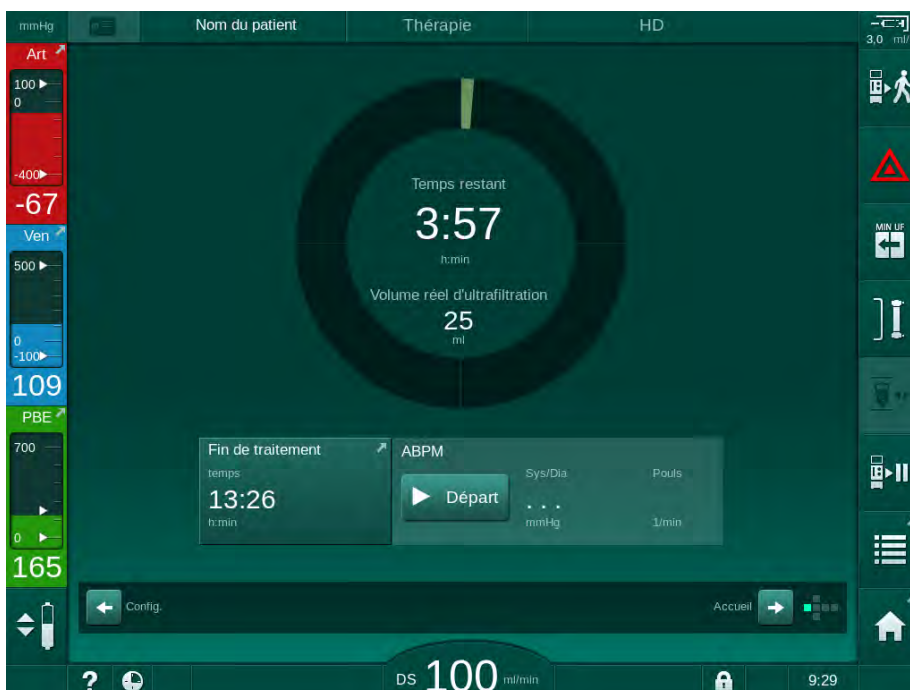 mmHg
Nom du patient
Thérapie
HD
3,0 ml/
Art
100
0
-400
-67
Ven
500
0
-100
109
PBE
700
0
165
Temps restant
3:57
h:min
Volume réel d'ultrafiltration
25
ml
MIN UF
Fin de traitement
temps
13:26
h:min
ABPM
Départ
Sys/Dia
. . .
mmHg
Pouls
1/min
Config.
Accueil
?
DS 100 ml/min
9:29